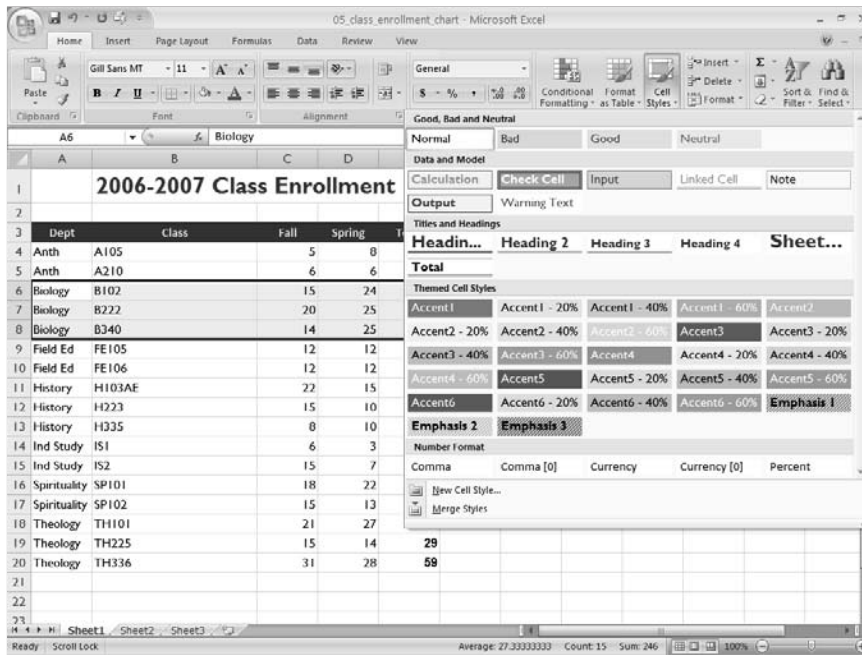 05_class_enrollment_chart - Microsoft Excel
Home Insert Page Layout Formulas Data Review View
Paste
Gill Sans MT 11 A A
B I U A
General
$ % ,
Conditional Formatting
Format as Table
Cell Styles
Insert
Delete
Format
Sort & Filter
Find & Select
Clipboard Font Alignment
A6 fx Biology
A B C D
1 2006-2007 Class Enrollment
2
3 Dept Class Fall Spring
4 Anth A105 5 8
5 Anth A210 6 6
6 Biology B102 15 24
7 Biology B222 20 25
8 Biology B340 14 25
9 Field Ed FE105 12 12
10 Field Ed FE106 12 12
11 History H103AE 22 15
12 History H223 15 10
13 History H335 8 10
14 Ind Study IS1 6 3
15 Ind Study IS2 15 7
16 Spirituality SP101 18 22
17 Spirituality SP102 15 13
18 Theology TH101 21 27
19 Theology TH225 15 14 29
20 Theology TH336 31 28 59
21
22
23
Good, Bad and Neutral
Normal Bad Good Neutral
Data and Model
Calculation Check Cell Input Linked Cell Note
Output Warning Text
Titles and Headings
Headin... Heading 2 Heading 3 Heading 4 Sheet...
Total
Themed Cell Styles
Accent1 Accent1 - 20% Accent1 - 40% Accent1 - 60% Accent2
Accent2 - 20% Accent2 - 40% Accent2 - 60% Accent3 Accent3 - 20%
Accent3 - 40% Accent3 - 60% Accent4 Accent4 - 20% Accent4 - 40%
Accent4 - 60% Accent5 Accent5 - 20% Accent5 - 40% Accent5 - 60%
Accent6 Accent6 - 20% Accent6 - 40% Accent6 - 60% Emphasis 1
Emphasis 2 Emphasis 3
Number Format
Comma Comma [0] Currency Currency [0] Percent
New Cell Style...
Merge Styles
Sheet1 Sheet2 Sheet3
Ready Scroll Lock Average: 27.33333333 Count: 15 Sum: 246 100%